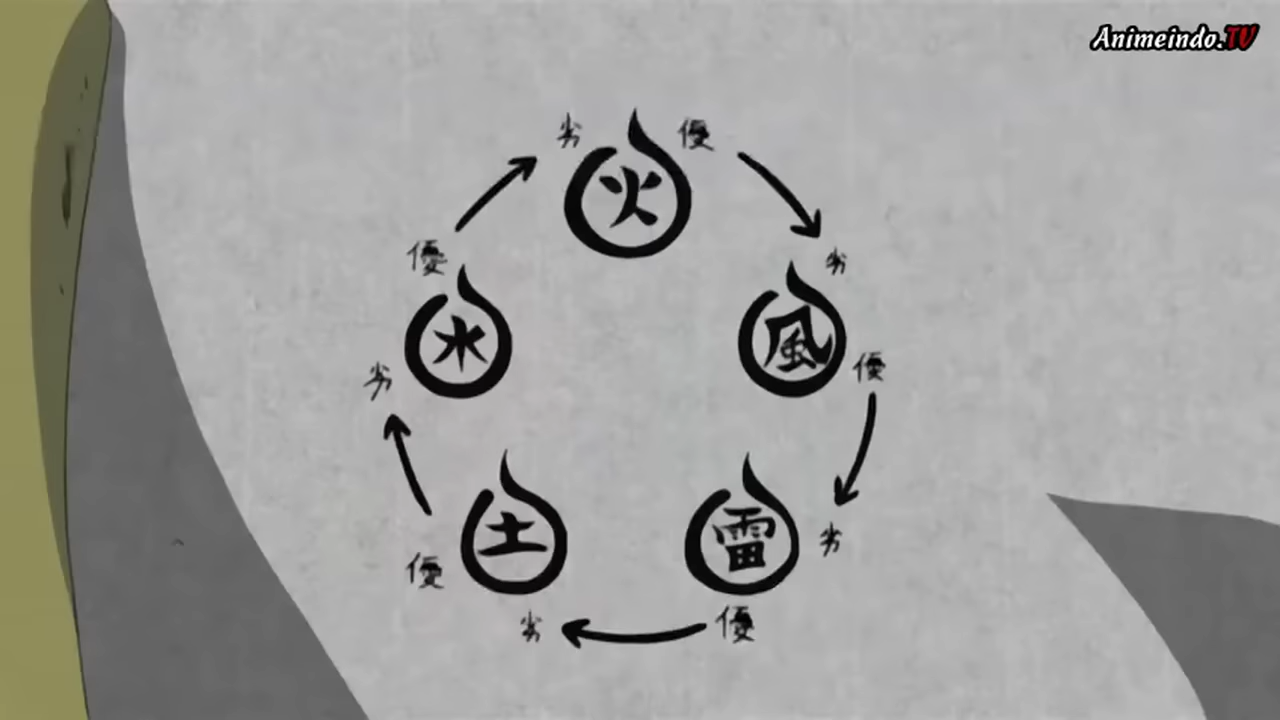 Animeindo.TV
劣 優
火
優 劣
水 風
劣 優
土 雷 劣
優
劣 優